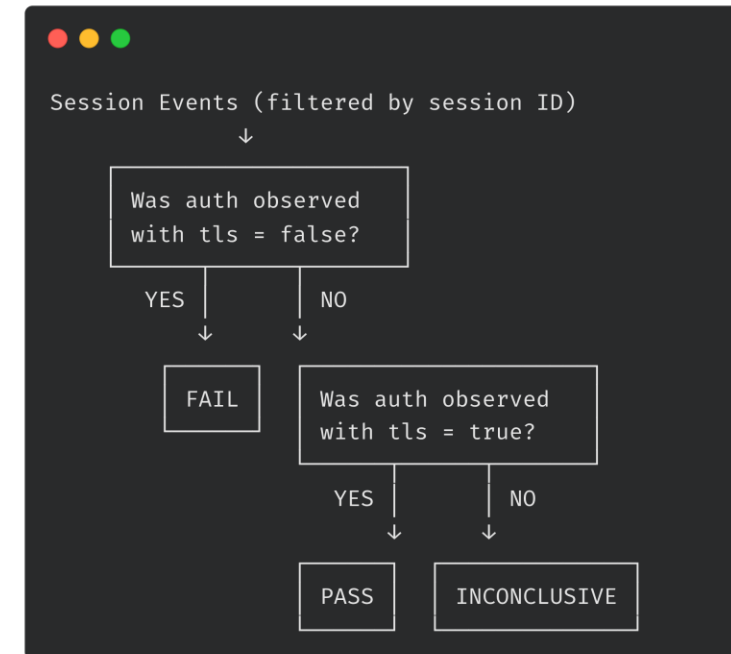 Session Events (filtered by session ID)
Was auth observed
with tls = false?
YES NO
FAIL
Was auth observed
with tls = true?
YES NO
PASS INCONCLUSIVE